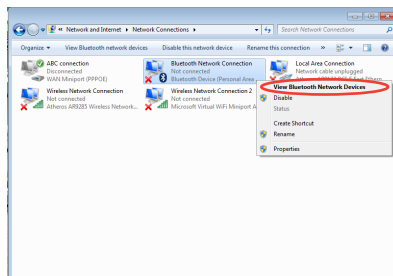 « Network and Internet ▸ Network Connections ▸
Search Network Connections
Organize ▾ View Bluetooth network devices Disable this network device Rename this connection »
ABC connection
Disconnected
WAN Miniport (PPPOE)
Bluetooth Network Connection
Not connected
Bluetooth Device (Personal Area ...
Local Area Connection
Network cable unplugged
Wireless Network Connection
Not connected
Atheros AR9285 Wireless Network...
Wireless Network Connection 2
Not connected
Microsoft Virtual WiFi Miniport A
View Bluetooth Network Devices
Disable
Status
Create Shortcut
Rename
Properties